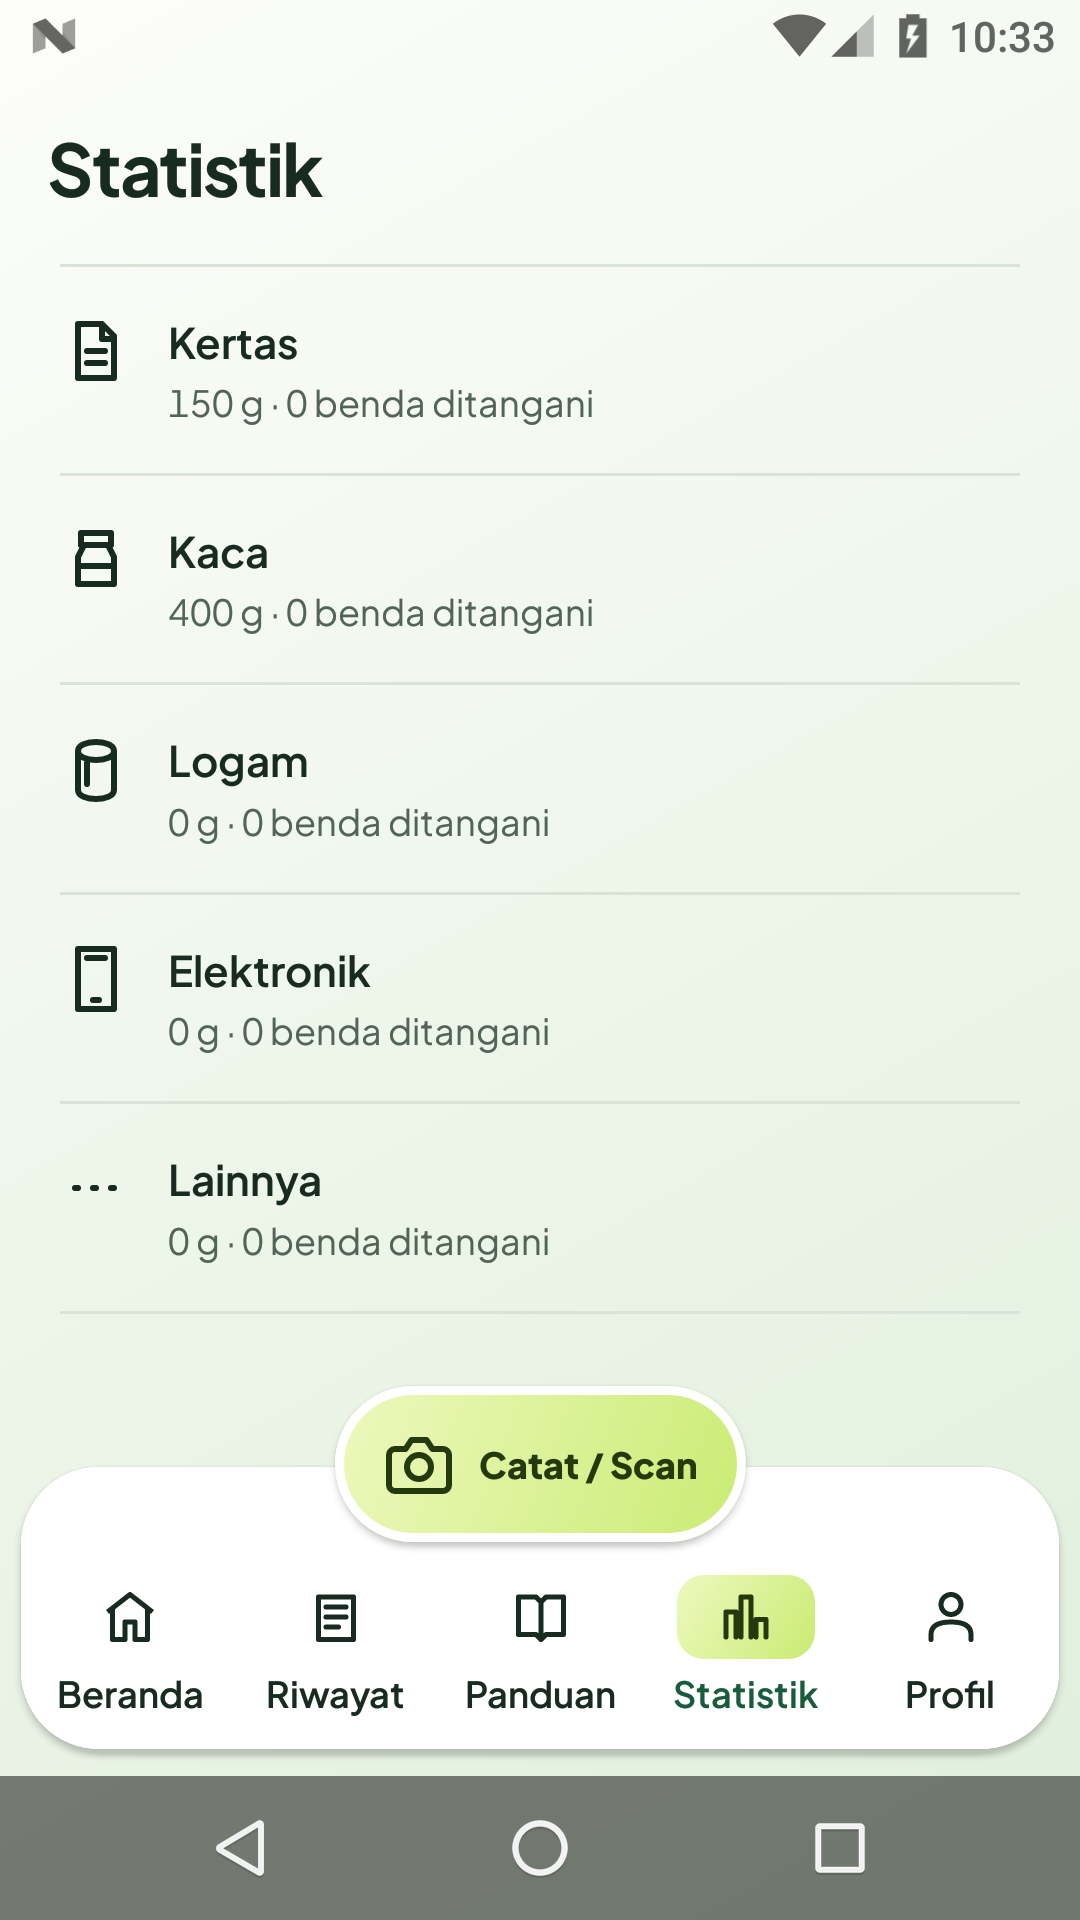 10:33
Statistik
Kertas
150 g · 0 benda ditangani
Kaca
400 g · 0 benda ditangani
Logam
0 g · 0 benda ditangani
Elektronik
0 g · 0 benda ditangani
Lainnya
0 g · 0 benda ditangani
Catat / Scan
Beranda
Riwayat
Panduan
Statistik
Profil